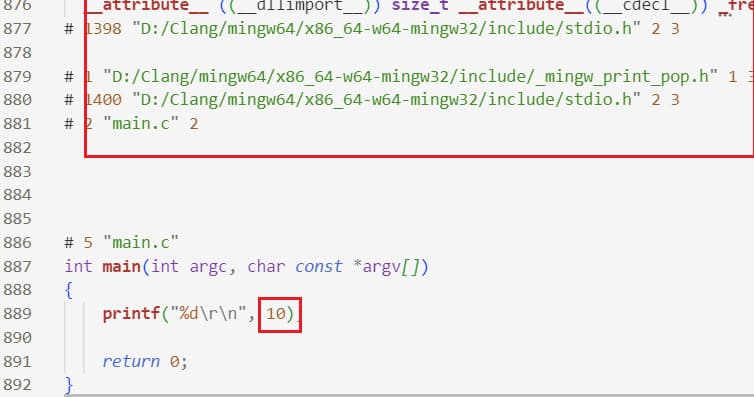 876 __attribute__ ((__dllimport__)) size_t __attribute__((__cdecl__)) _fre
877 # 1398 "D:/Clang/mingw64/x86_64-w64-mingw32/include/stdio.h" 2 3
878
879 # 1 "D:/Clang/mingw64/x86_64-w64-mingw32/include/_mingw_print_pop.h" 1 3
880 # 1400 "D:/Clang/mingw64/x86_64-w64-mingw32/include/stdio.h" 2 3
881 # 2 "main.c" 2
882
883
884
885
886 # 5 "main.c"
887 int main(int argc, char const *argv[])
888 {
889 printf("%d\r\n", 10)
890
891 return 0;
892 }